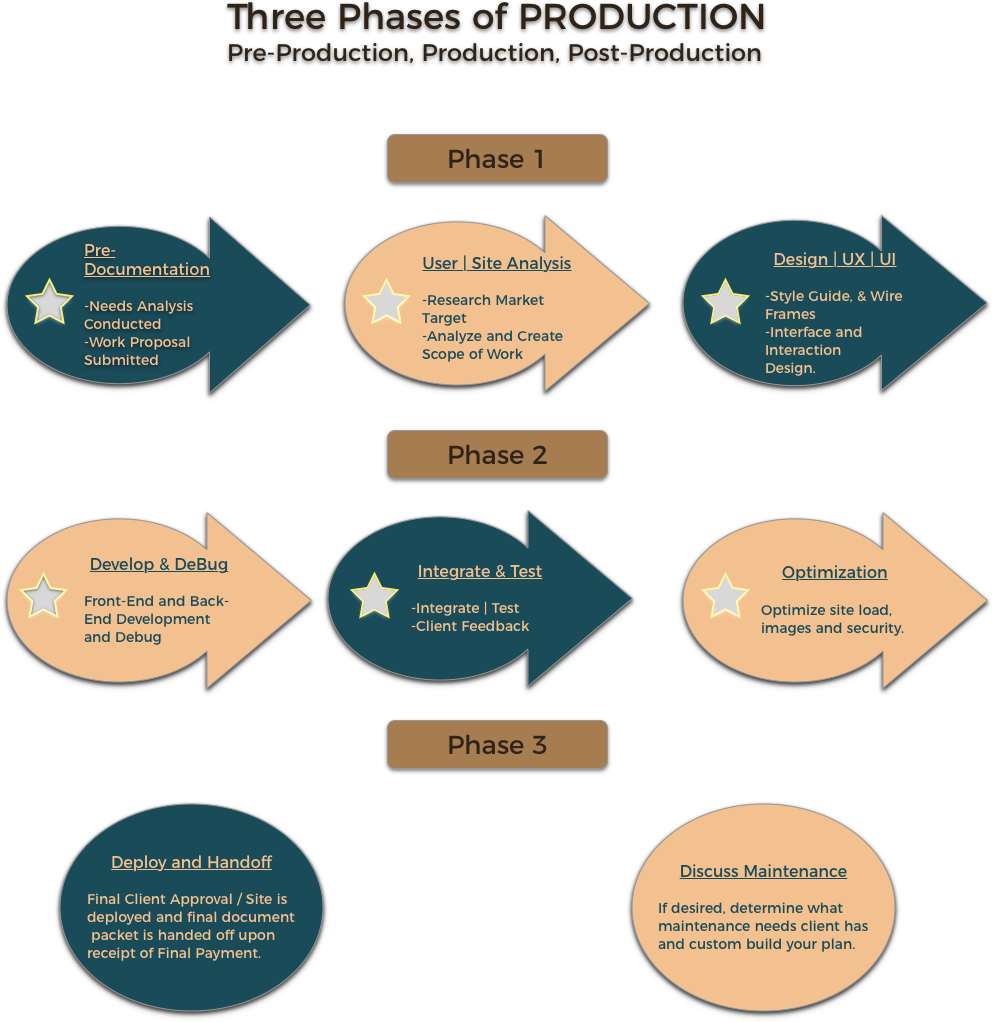 Three Phases of PRODUCTION
Pre-Production, Production, Post-Production
Phase 1
Pre-
Documentation
-Needs Analysis
Conducted
-Work Proposal
Submitted
User | Site Analysis
-Research Market
Target
-Analyze and Create
Scope of Work
Design | UX | UI
-Style Guide, & Wire
Frames
-Interface and
Interaction
Design.
Phase 2
Develop & DeBug
Front-End and Back-
End Development
and Debug
Integrate & Test
-Integrate | Test
-Client Feedback
Optimization
Optimize site load,
images and security.
Phase 3
Deploy and Handoff
Final Client Approval / Site is
deployed and final document
packet is handed off upon
receipt of Final Payment.
Discuss Maintenance
If desired, determine what
maintenance needs client has
and custom build your plan.